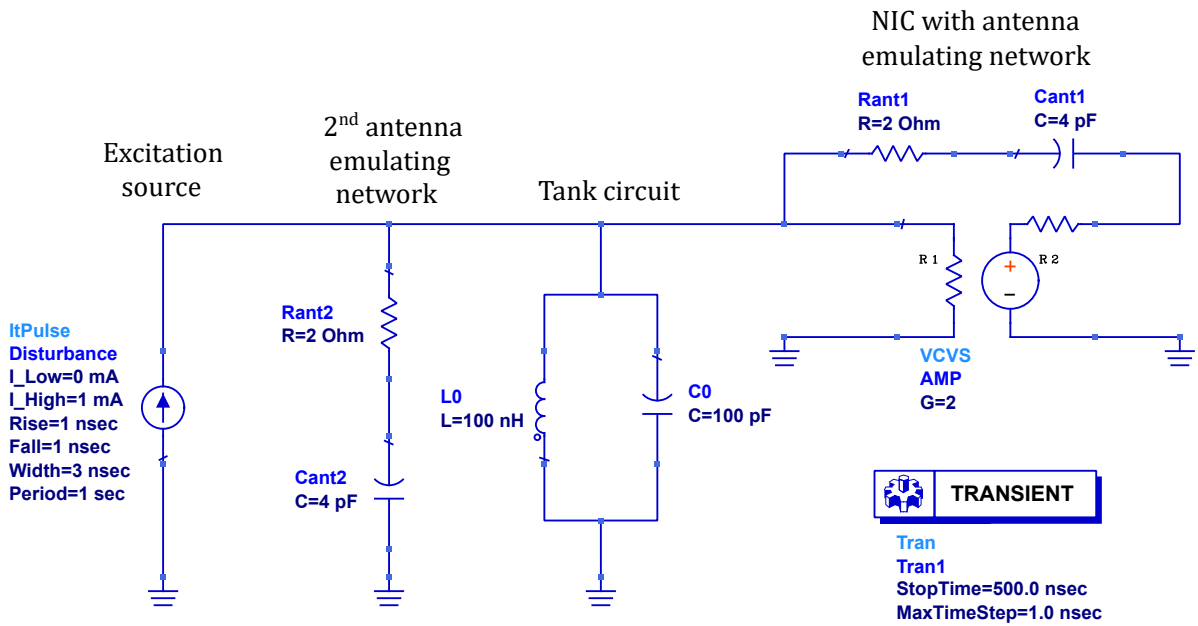 NIC with antenna
emulating network
Rant1
R=2 Ohm
Cant1
C=4 pF
2nd antenna
emulating
network
Excitation
source
Tank circuit
R 1
+
−
R 2
ItPulse
Disturbance
I_Low=0 mA
I_High=1 mA
Rise=1 nsec
Fall=1 nsec
Width=3 nsec
Period=1 sec
Rant2
R=2 Ohm
Cant2
C=4 pF
L0
L=100 nH
C0
C=100 pF
VCVS
AMP
G=2
TRANSIENT
Tran
Tran1
StopTime=500.0 nsec
MaxTimeStep=1.0 nsec